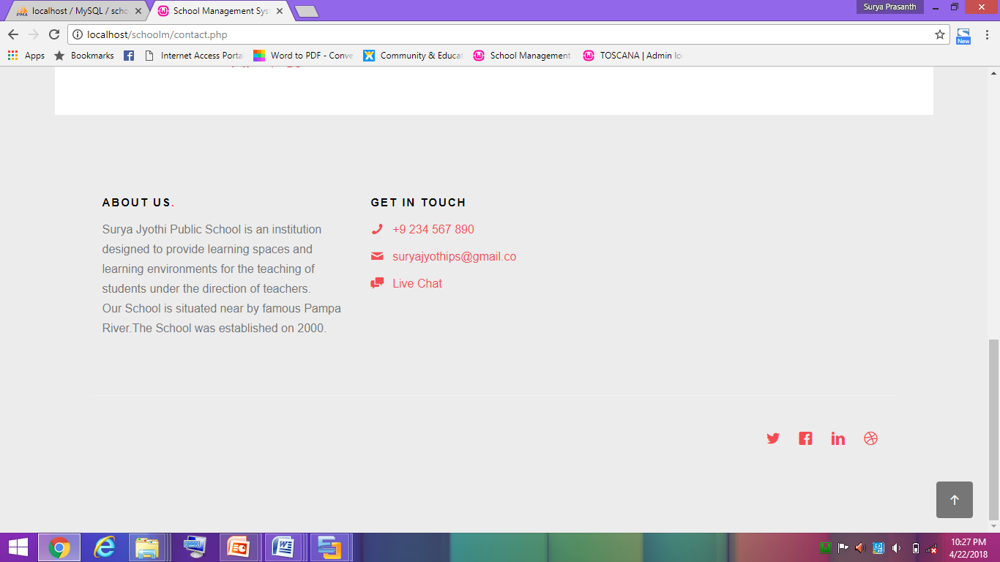 localhost / MySQL / scho
School Management Sys
Surya Prasanth
localhost/schoolm/contact.php
New
Apps
Bookmarks
Internet Access Porta
Word to PDF - Conve
Community & Educat
School Management
TOSCANA | Admin lo
ABOUT US.
Surya Jyothi Public School is an institution
designed to provide learning spaces and
learning environments for the teaching of
students under the direction of teachers.
Our School is situated near by famous Pampa
River.The School was established on 2000.
GET IN TOUCH
+9 234 567 890
suryajyothips@gmail.co
Live Chat
10:27 PM
4/22/2018